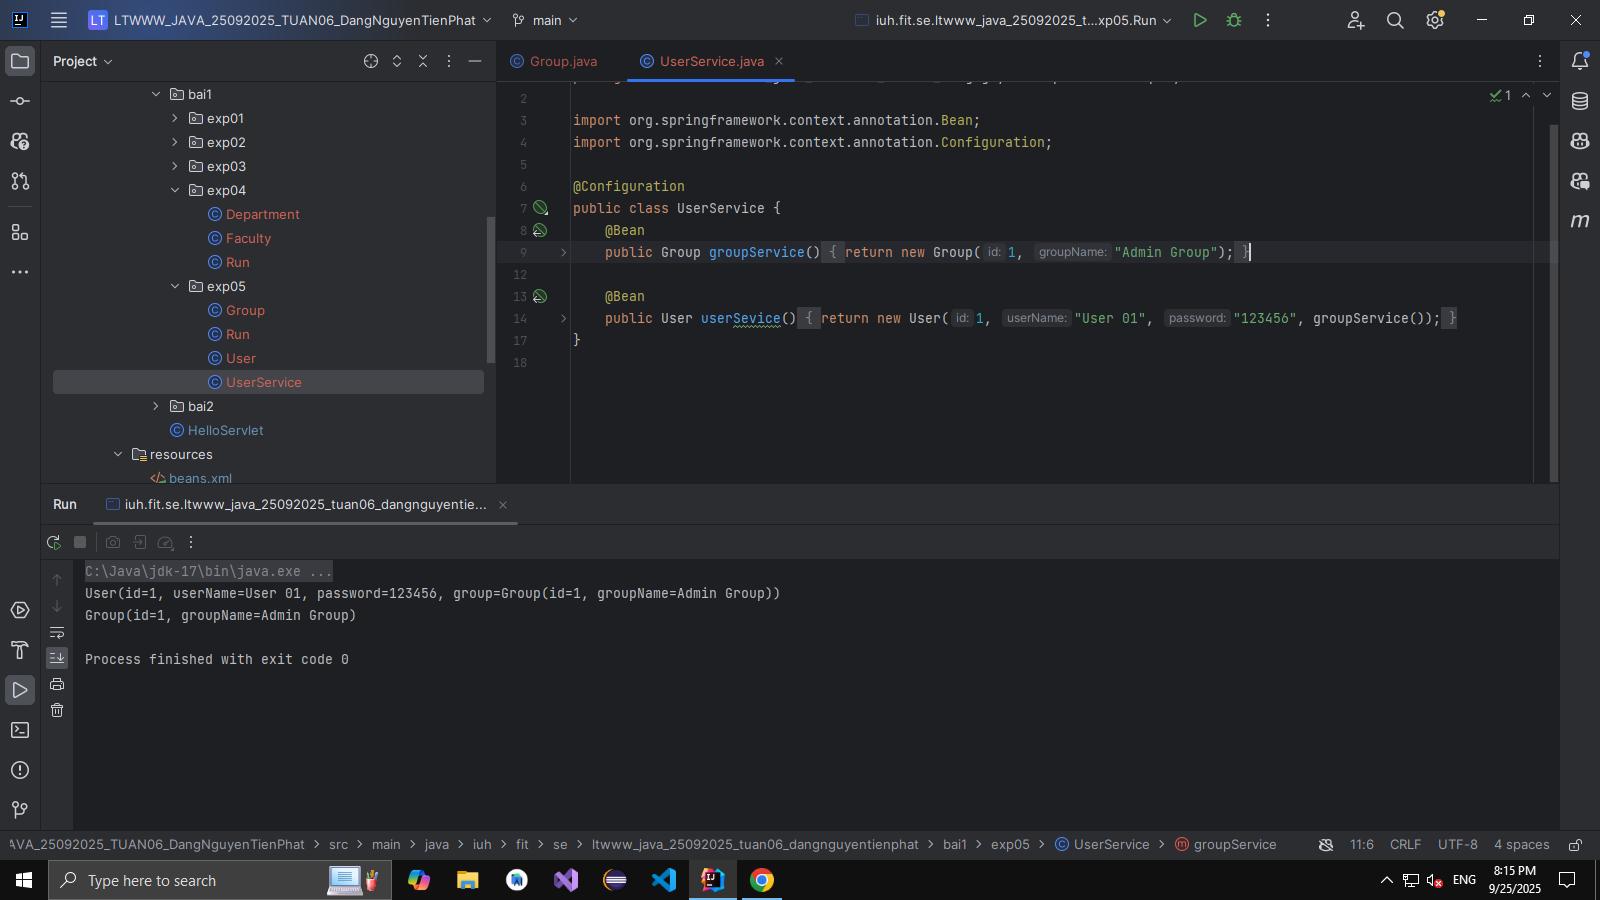 LT LTWWW_JAVA_25092025_TUAN06_DangNguyenTienPhat main iuh.fit.se.ltwww_java_25092025_t...xp05.Run
Project
bai1
exp01
exp02
exp03
exp04
Department
Faculty
Run
exp05
Group
Run
User
UserService
bai2
HelloServlet
resources
beans.xml
Group.java UserService.java
1
2
3 import org.springframework.context.annotation.Bean;
4 import org.springframework.context.annotation.Configuration;
5
6 @Configuration
7 public class UserService {
8 @Bean
9 public Group groupService() { return new Group( id: 1, groupName: "Admin Group"); }
12
13 @Bean
14 public User userSevice() { return new User( id: 1, userName: "User 01", password: "123456", groupService()); }
17 }
18
Run iuh.fit.se.ltwww_java_25092025_tuan06_dangnguyentie...
C:\Java\jdk-17\bin\java.exe ...
User(id=1, userName=User 01, password=123456, group=Group(id=1, groupName=Admin Group))
Group(id=1, groupName=Admin Group)
Process finished with exit code 0
AVA_25092025_TUAN06_DangNguyenTienPhat > src > main > java > iuh > fit > se > ltwww_java_25092025_tuan06_dangnguyentienphat > bai1 > exp05 > UserService > groupService 11:6 CRLF UTF-8 4 spaces
Type here to search ENG 8:15 PM
9/25/2025